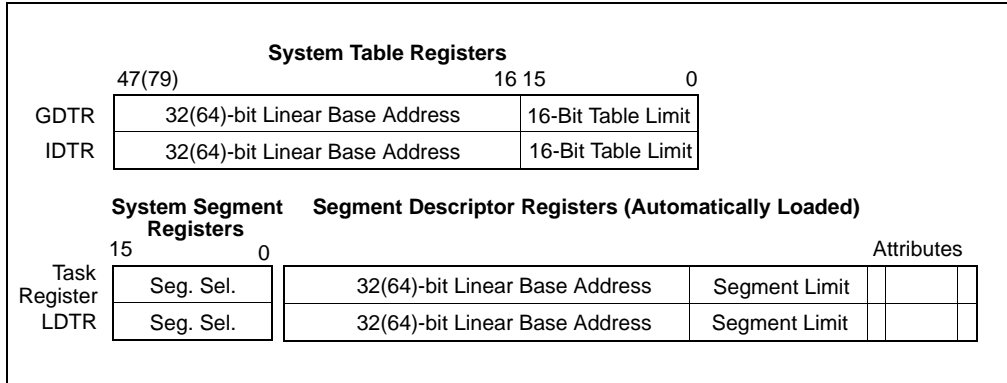 System Table Registers
47(79) 16 15 0
GDTR 32(64)-bit Linear Base Address 16-Bit Table Limit
IDTR 32(64)-bit Linear Base Address 16-Bit Table Limit
System Segment Registers Segment Descriptor Registers (Automatically Loaded)
15 0 Attributes
Task Register Seg. Sel. 32(64)-bit Linear Base Address Segment Limit
LDTR Seg. Sel. 32(64)-bit Linear Base Address Segment Limit